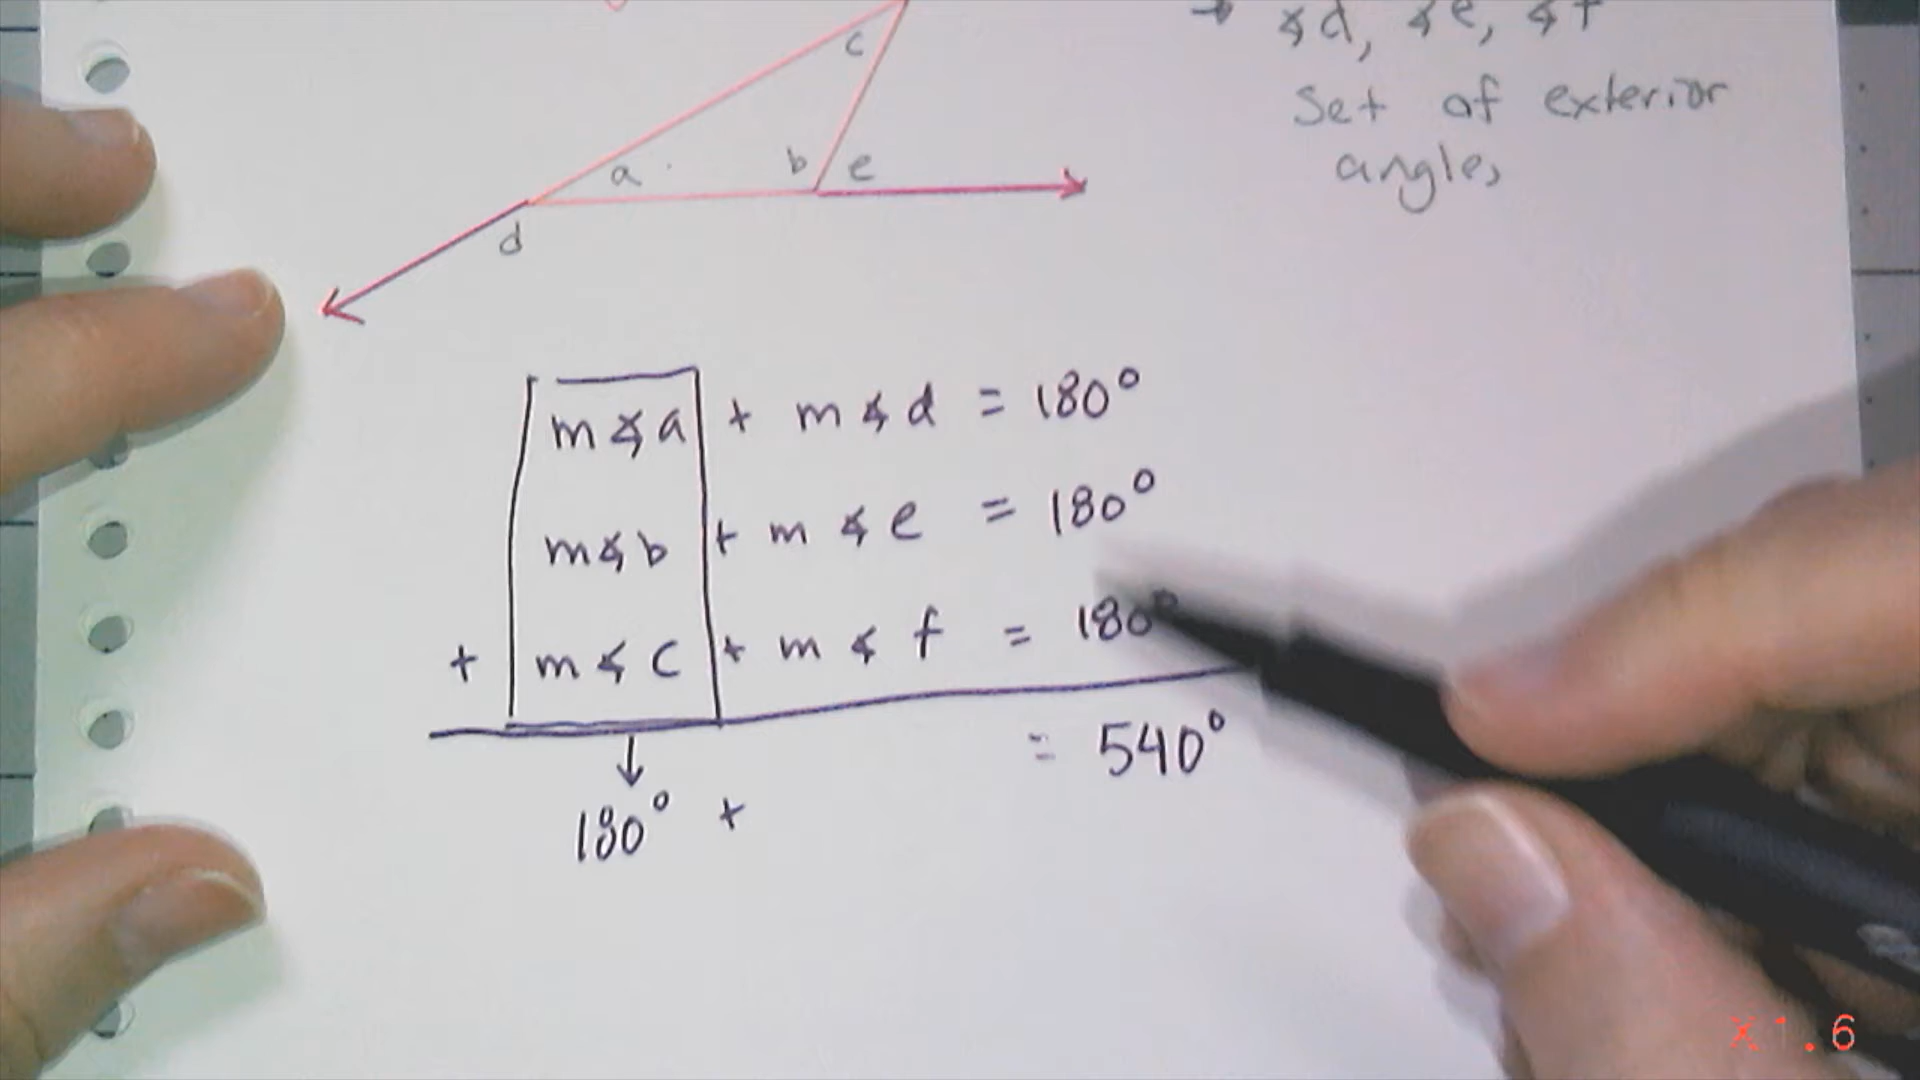 c
→ ∡d, ∡e, ∡f
set of exterior
angles
a
b
e
d
m∡a + m∡d = 180°
m∡b + m∡e = 180°
+ m∡c + m∡f = 180°
= 540°
↓
180° +
X1.6